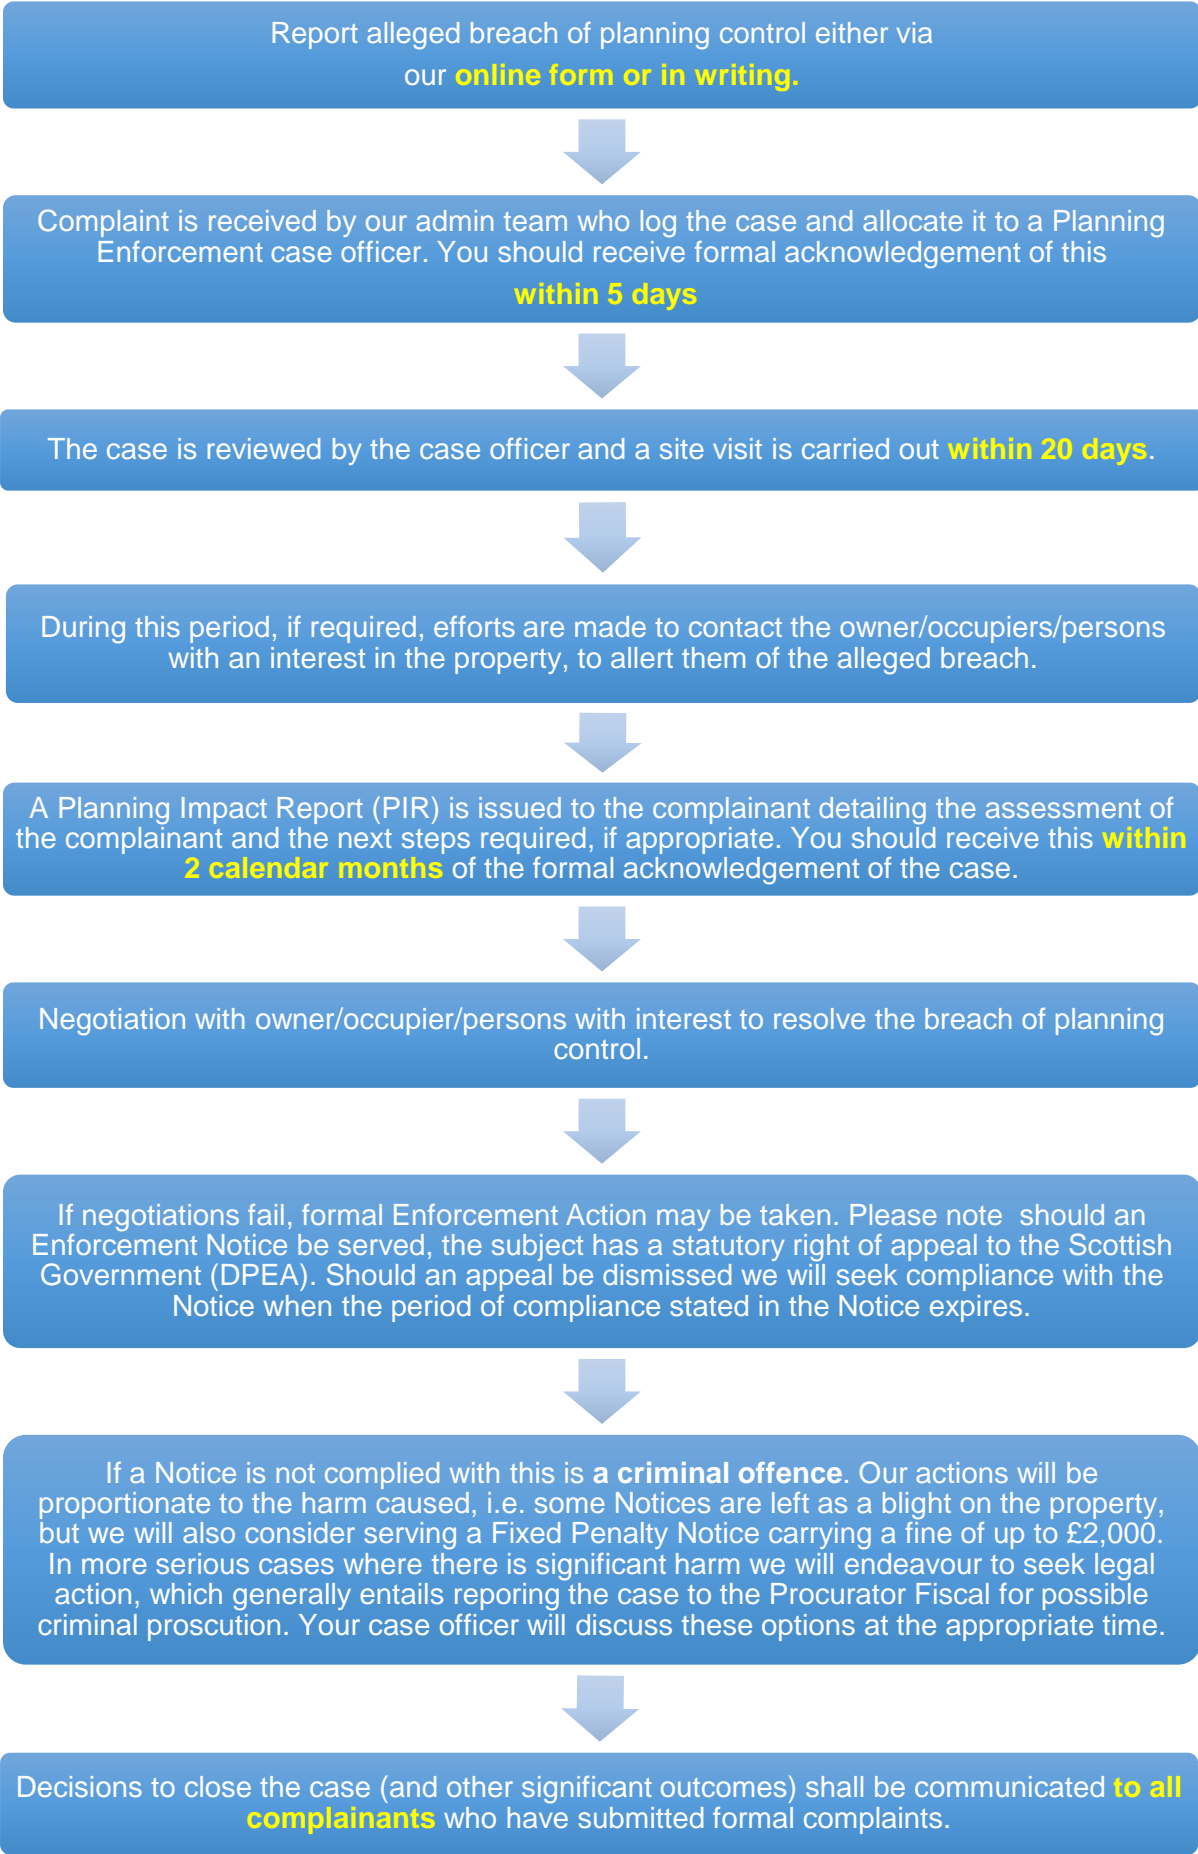 Report alleged breach of planning control either via
our online form or in writing.
Complaint is received by our admin team who log the case and allocate it to a Planning
Enforcement case officer. You should receive formal acknowledgement of this
within 5 days
The case is reviewed by the case officer and a site visit is carried out within 20 days.
During this period, if required, efforts are made to contact the owner/occupiers/persons
with an interest in the property, to allert them of the alleged breach.
A Planning Impact Report (PIR) is issued to the complainant detailing the assessment of
the complainant and the next steps required, if appropriate. You should receive this within
2 calendar months of the formal acknowledgement of the case.
Negotiation with owner/occupier/persons with interest to resolve the breach of planning
control.
If negotiations fail, formal Enforcement Action may be taken. Please note  should an
Enforcement Notice be served, the subject has a statutory right of appeal to the Scottish
Government (DPEA). Should an appeal be dismissed we will seek compliance with the
Notice when the period of compliance stated in the Notice expires.
If a Notice is not complied with this is a criminal offence. Our actions will be
proportionate to the harm caused, i.e. some Notices are left as a blight on the property,
but we will also consider serving a Fixed Penalty Notice carrying a fine of up to £2,000.
In more serious cases where there is significant harm we will endeavour to seek legal
action, which generally entails reporing the case to the Procurator Fiscal for possible
criminal proscution. Your case officer will discuss these options at the appropriate time.
Decisions to close the case (and other significant outcomes) shall be communicated to all
complainants who have submitted formal complaints.